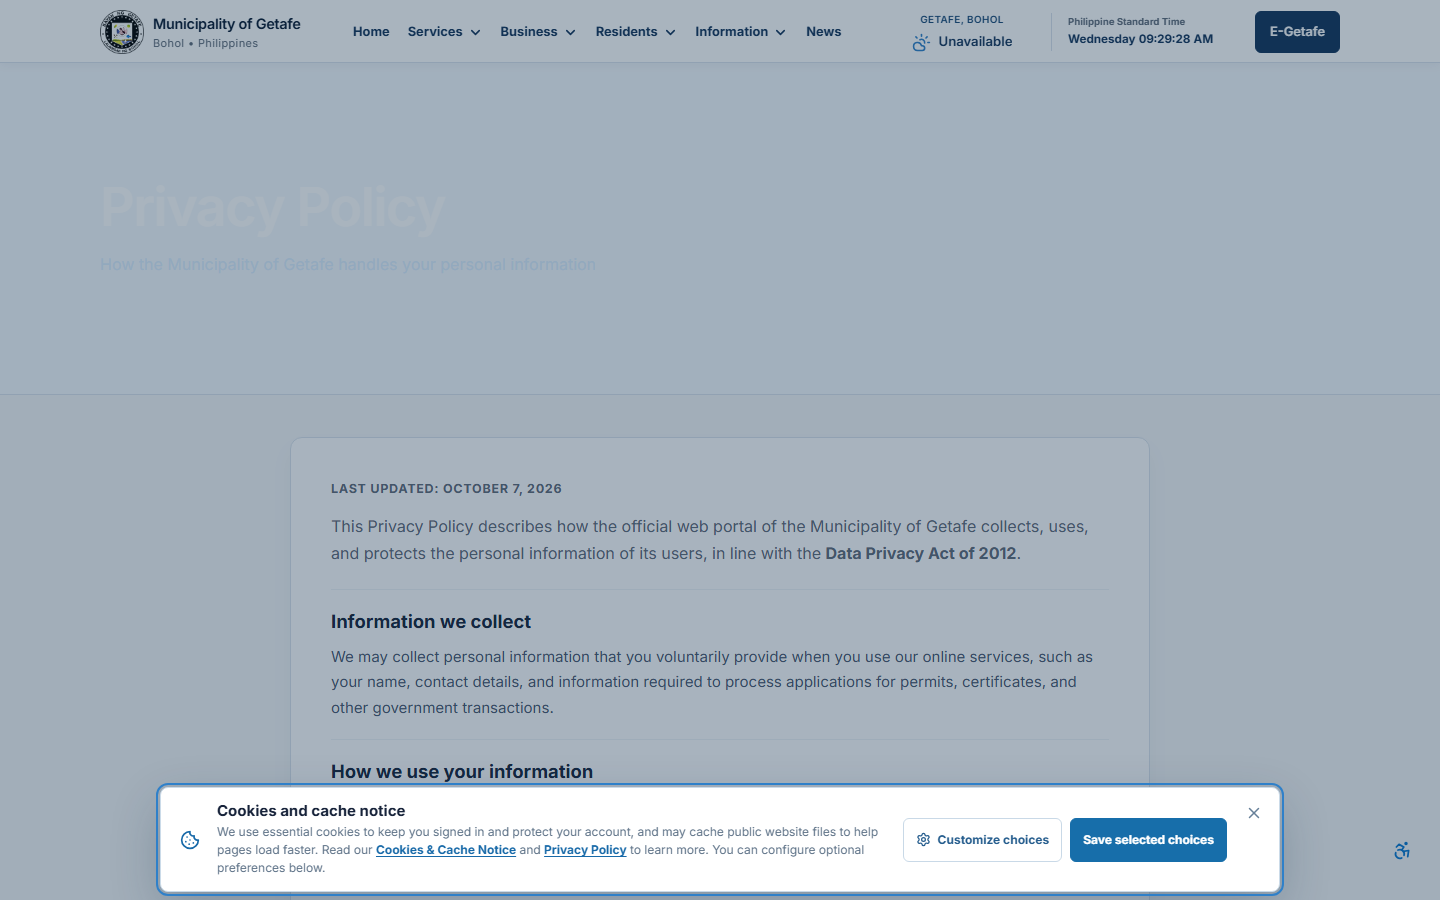 Municipality of Getafe
Bohol • Philippines
Home
Services
Business
Residents
Information
News
GETAFE, BOHOL
Unavailable
Philippine Standard Time
Wednesday 09:29:28 AM
E-Getafe
Privacy Policy
How the Municipality of Getafe handles your personal information
LAST UPDATED: OCTOBER 7, 2026
This Privacy Policy describes how the official web portal of the Municipality of Getafe collects, uses,
and protects the personal information of its users, in line with the Data Privacy Act of 2012.
Information we collect
We may collect personal information that you voluntarily provide when you use our online services, such as
your name, contact details, and information required to process applications for permits, certificates, and
other government transactions.
How we use your information
Cookies and cache notice
We use essential cookies to keep you signed in and protect your account, and may cache public website files to help
pages load faster. Read our Cookies & Cache Notice and Privacy Policy to learn more. You can configure optional
preferences below.
Customize choices
Save selected choices